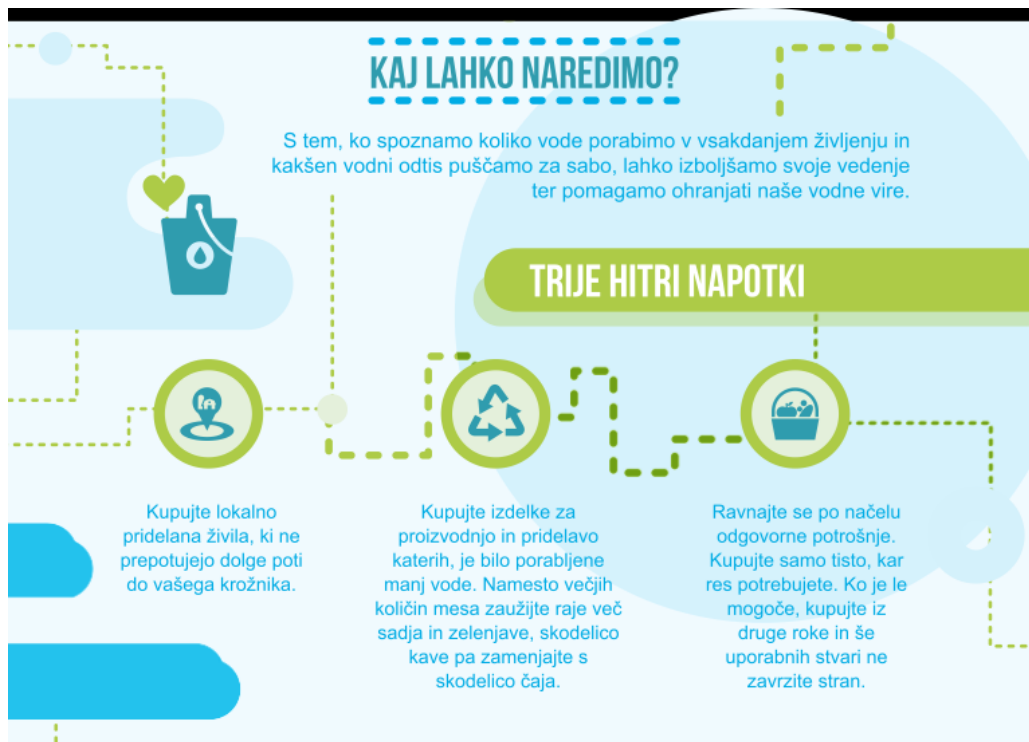 KAJ LAHKO NAREDIMO?
S tem, ko spoznamo koliko vode porabimo v vsakdanjem življenju in
kakšen vodni odtis puščamo za sabo, lahko izboljšamo svoje vedenje
ter pomagamo ohranjati naše vodne vire.
TRIJE HITRI NAPOTKI
Kupujte lokalno
pridelana živila, ki ne
prepotujejo dolge poti
do vašega krožnika.
Kupujte izdelke za
proizvodnjo in pridelavo
katerih, je bilo porabljene
manj vode. Namesto večjih
količin mesa zaužijte raje več
sadja in zelenjave, skodelico
kave pa zamenjajte s
skodelico čaja.
Ravnajte se po načelu
odgovorne potrošnje.
Kupujte samo tisto, kar
res potrebujete. Ko je le
mogoče, kupujte iz
druge roke in še
uporabnih stvari ne
zavrzite stran.